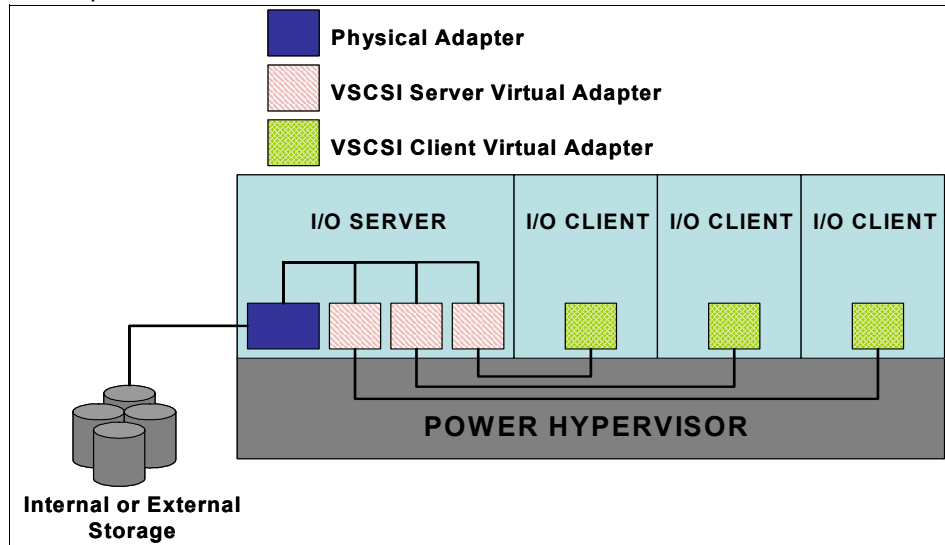 Physical Adapter
VSCSI Server Virtual Adapter
VSCSI Client Virtual Adapter
I/O SERVER
I/O CLIENT
I/O CLIENT
I/O CLIENT
POWER HYPERVISOR
Internal or External
Storage